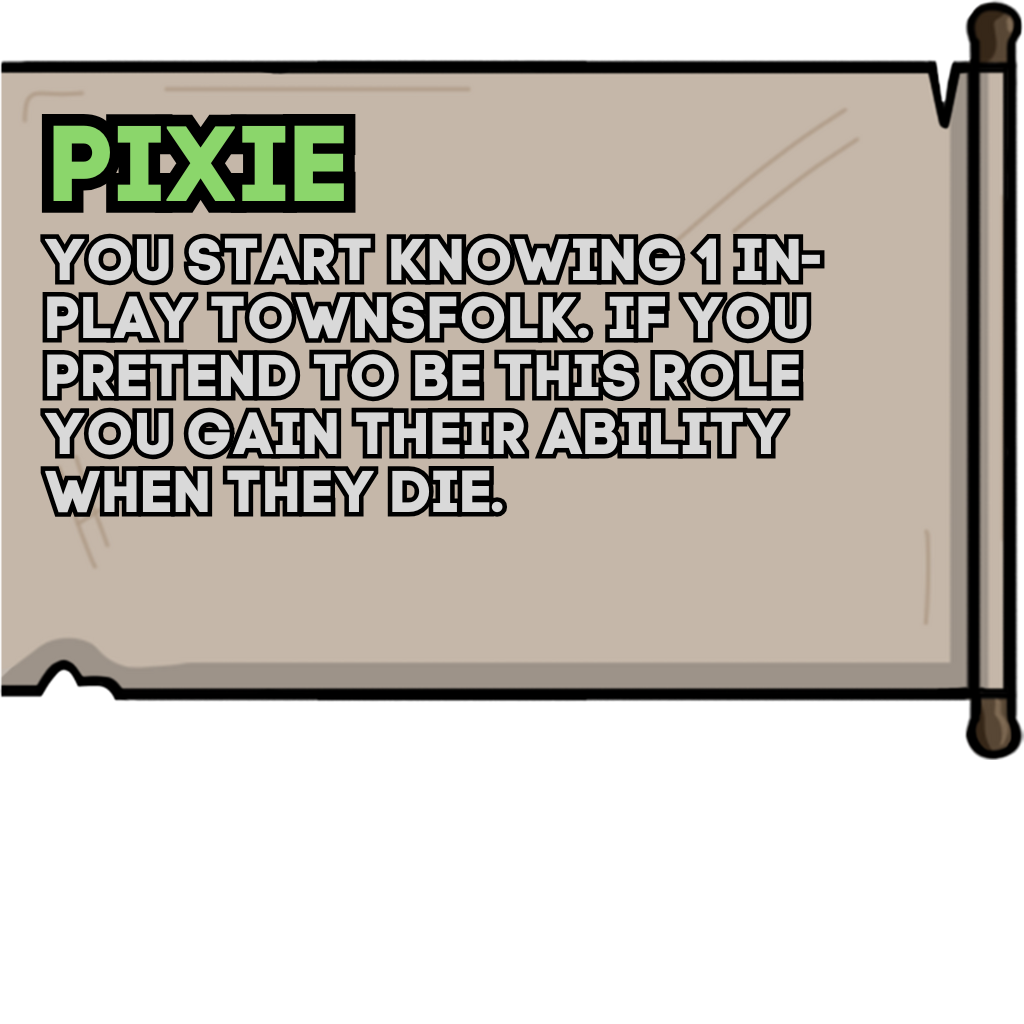 PIXIE
YOU START KNOWING 1 IN-
PLAY TOWNSFOLK. IF YOU
PRETEND TO BE THIS ROLE
YOU GAIN THEIR ABILITY
WHEN THEY DIE.